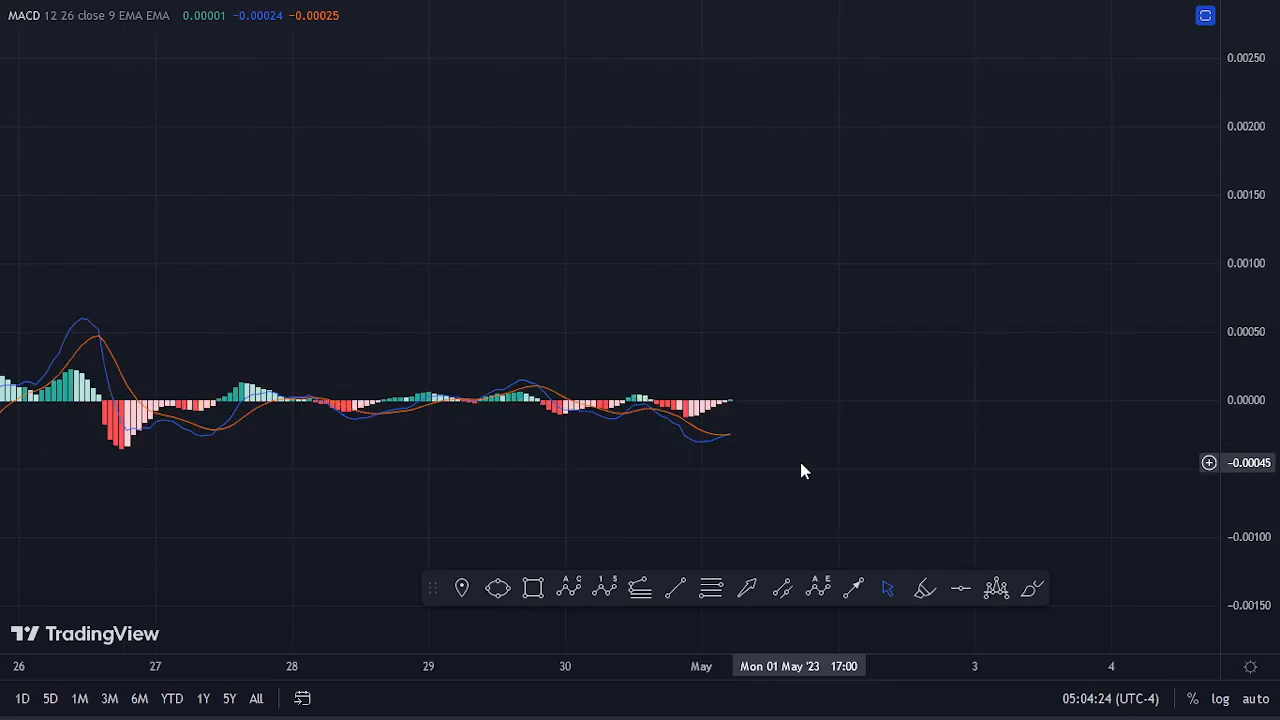 MACD 12 26 close 9 EMA EMA 0.00001 −0.00024 −0.00025
0.00250
0.00200
0.00150
0.00100
0.00050
0.00000
−0.00045
−0.00100
A C 1 5 A E
−0.00150
TradingView
26 27 28 29 30 May Mon 01 May '23 17:00 3 4
1D 5D 1M 3M 6M YTD 1Y 5Y All 05:04:24 (UTC-4) % log auto